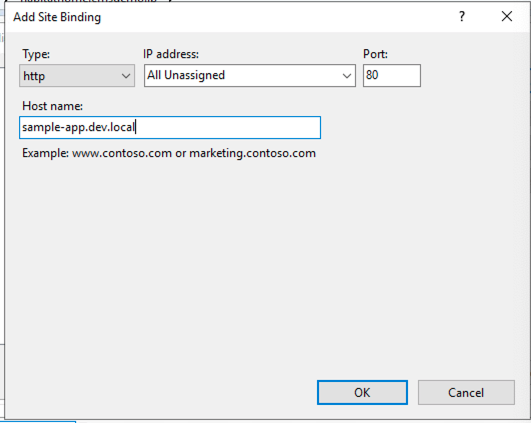 Add Site Binding
?
Type: IP address: Port:
http All Unassigned 80
Host name:
sample-app.dev.local
Example: www.contoso.com or marketing.contoso.com
OK Cancel